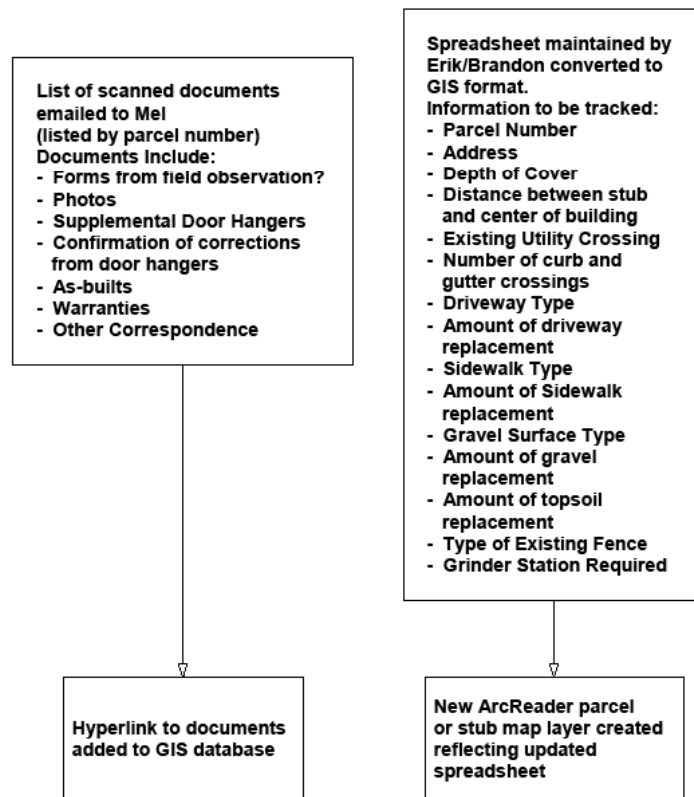 List of scanned documents
emailed to Mel
(listed by parcel number)
Documents Include:
- Forms from field observation?
- Photos
- Supplemental Door Hangers
- Confirmation of corrections
from door hangers
- As-builts
- Warranties
- Other Correspondence
Hyperlink to documents
added to GIS database
Spreadsheet maintained by
Erik/Brandon converted to
GIS format.
Information to be tracked:
- Parcel Number
- Address
- Depth of Cover
- Distance between stub
and center of building
- Existing Utility Crossing
- Number of curb and
gutter crossings
- Driveway Type
- Amount of driveway
replacement
- Sidewalk Type
- Amount of Sidewalk
replacement
- Gravel Surface Type
- Amount of gravel
replacement
- Amount of topsoil
replacement
- Type of Existing Fence
- Grinder Station Required
New ArcReader parcel
or stub map layer created
reflecting updated
spreadsheet